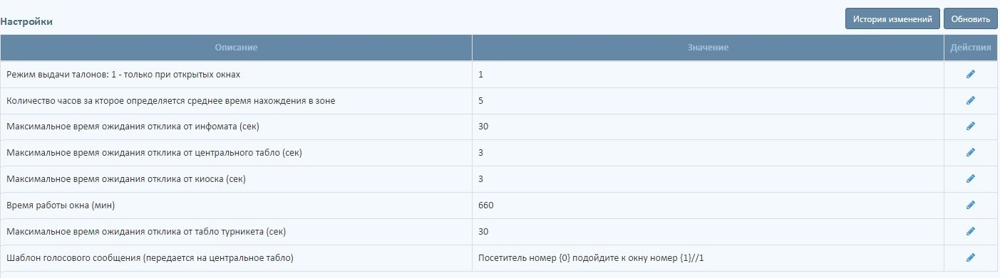 Настройки
История изменений Обновить
Описание Значение Действия
Режим выдачи талонов: 1 - только при открытых окнах 1
Количество часов за кторое определяется среднее время нахождения в зоне 5
Максимальное время ожидания отклика от инфомата (сек) 30
Максимальное время ожидания отклика от центрального табло (сек) 3
Максимальное время ожидания отклика от киоска (сек) 3
Время работы окна (мин) 660
Максимальное время ожидания отклика от табло турникета (сек) 30
Шаблон голосового сообщения (передается на центральное табло) Посетитель номер {0} подойдите к окну номер {1}//1